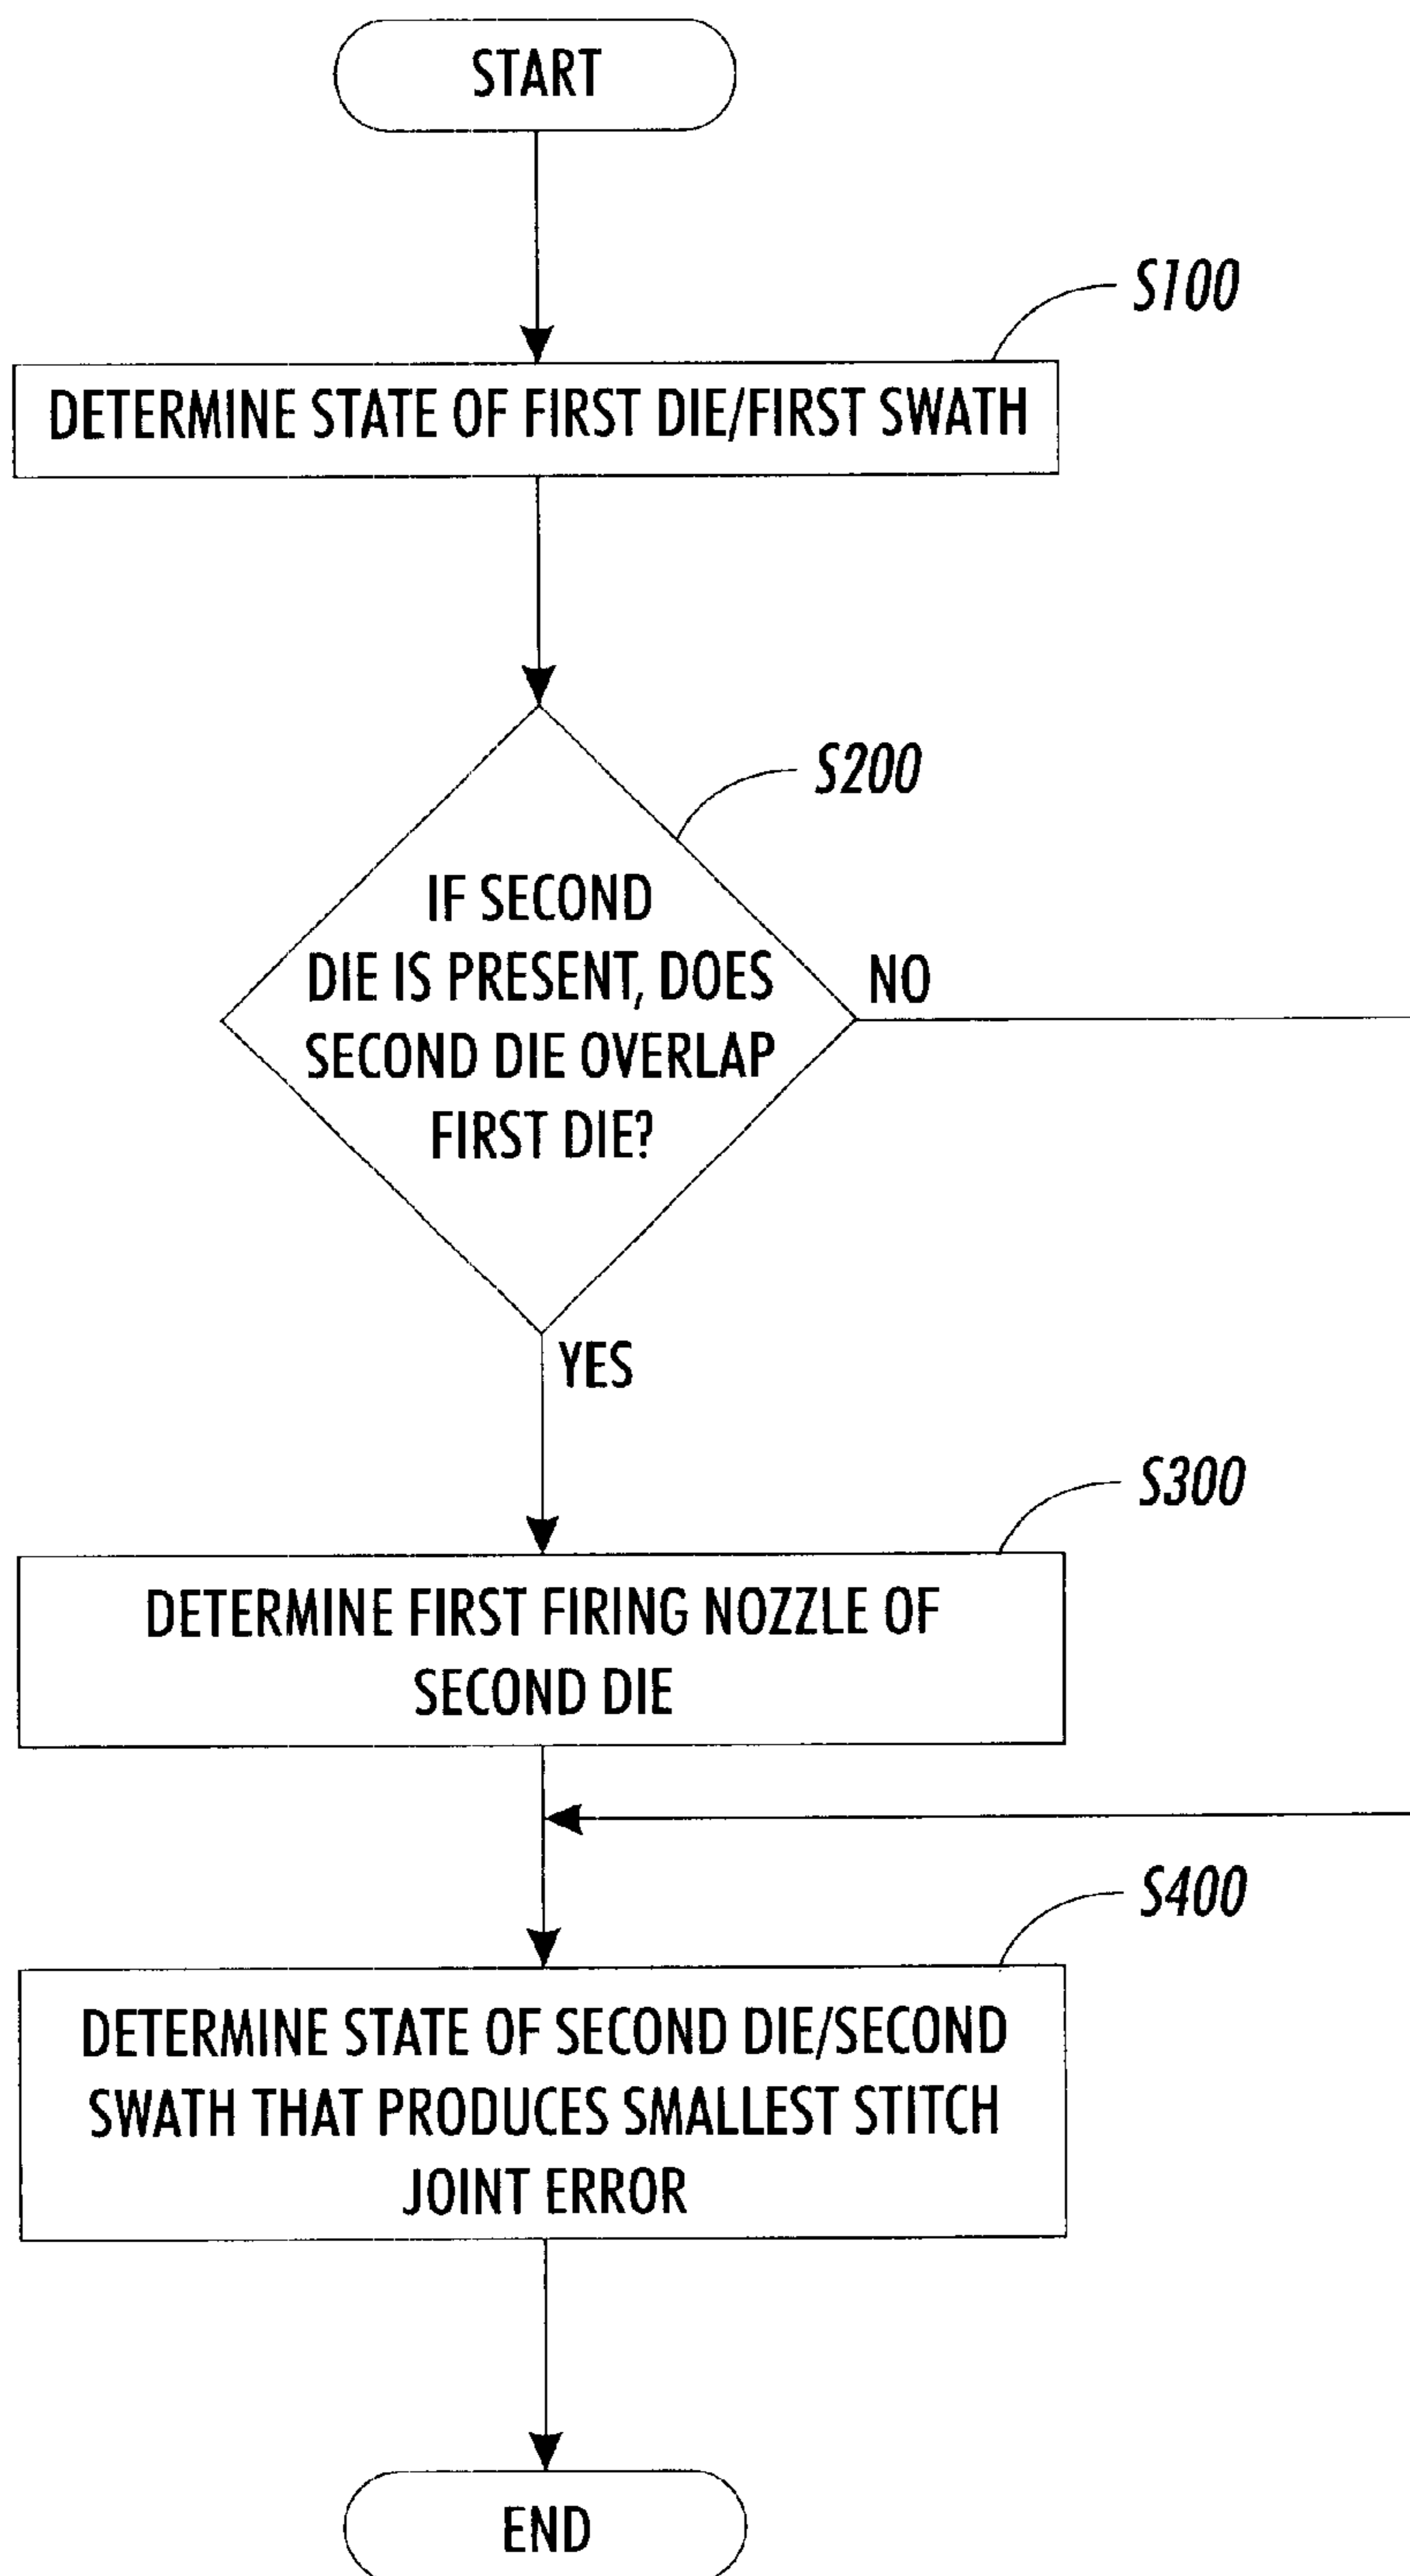 START
S100
DETERMINE STATE OF FIRST DIE/FIRST SWATH
S200
IF SECOND
DIE IS PRESENT, DOES
SECOND DIE OVERLAP
FIRST DIE?
NO
YES
S300
DETERMINE FIRST FIRING NOZZLE OF
SECOND DIE
S400
DETERMINE STATE OF SECOND DIE/SECOND
SWATH THAT PRODUCES SMALLEST STITCH
JOINT ERROR
END